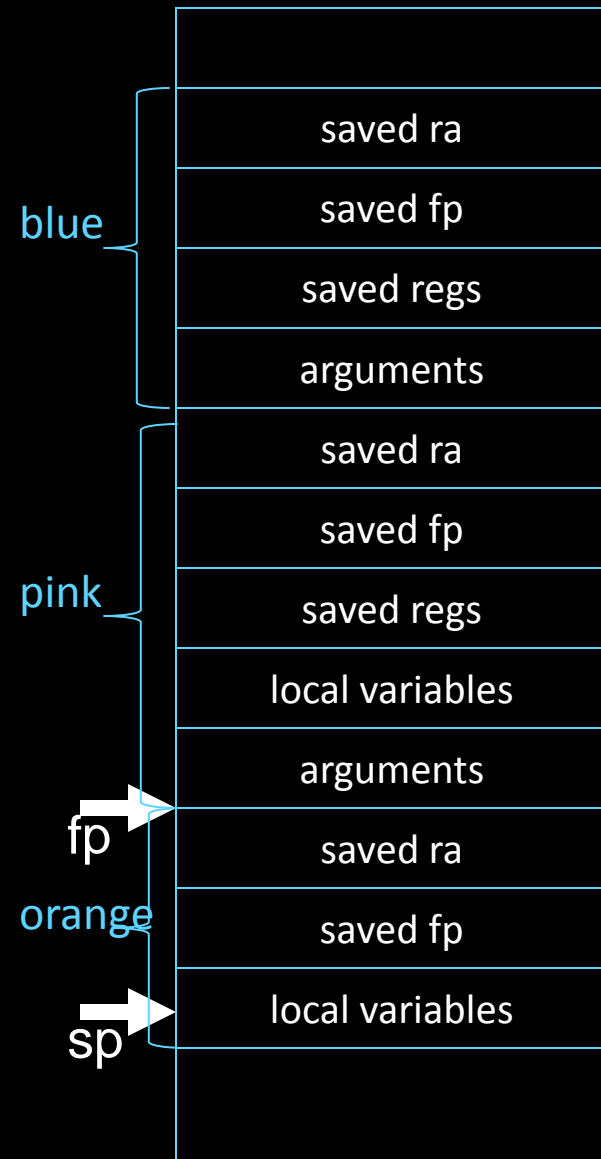 saved ra
blue
saved fp
saved regs
arguments
saved ra
saved fp
pink
saved regs
local variables
arguments
fp
saved ra
orange
saved fp
sp
local variables